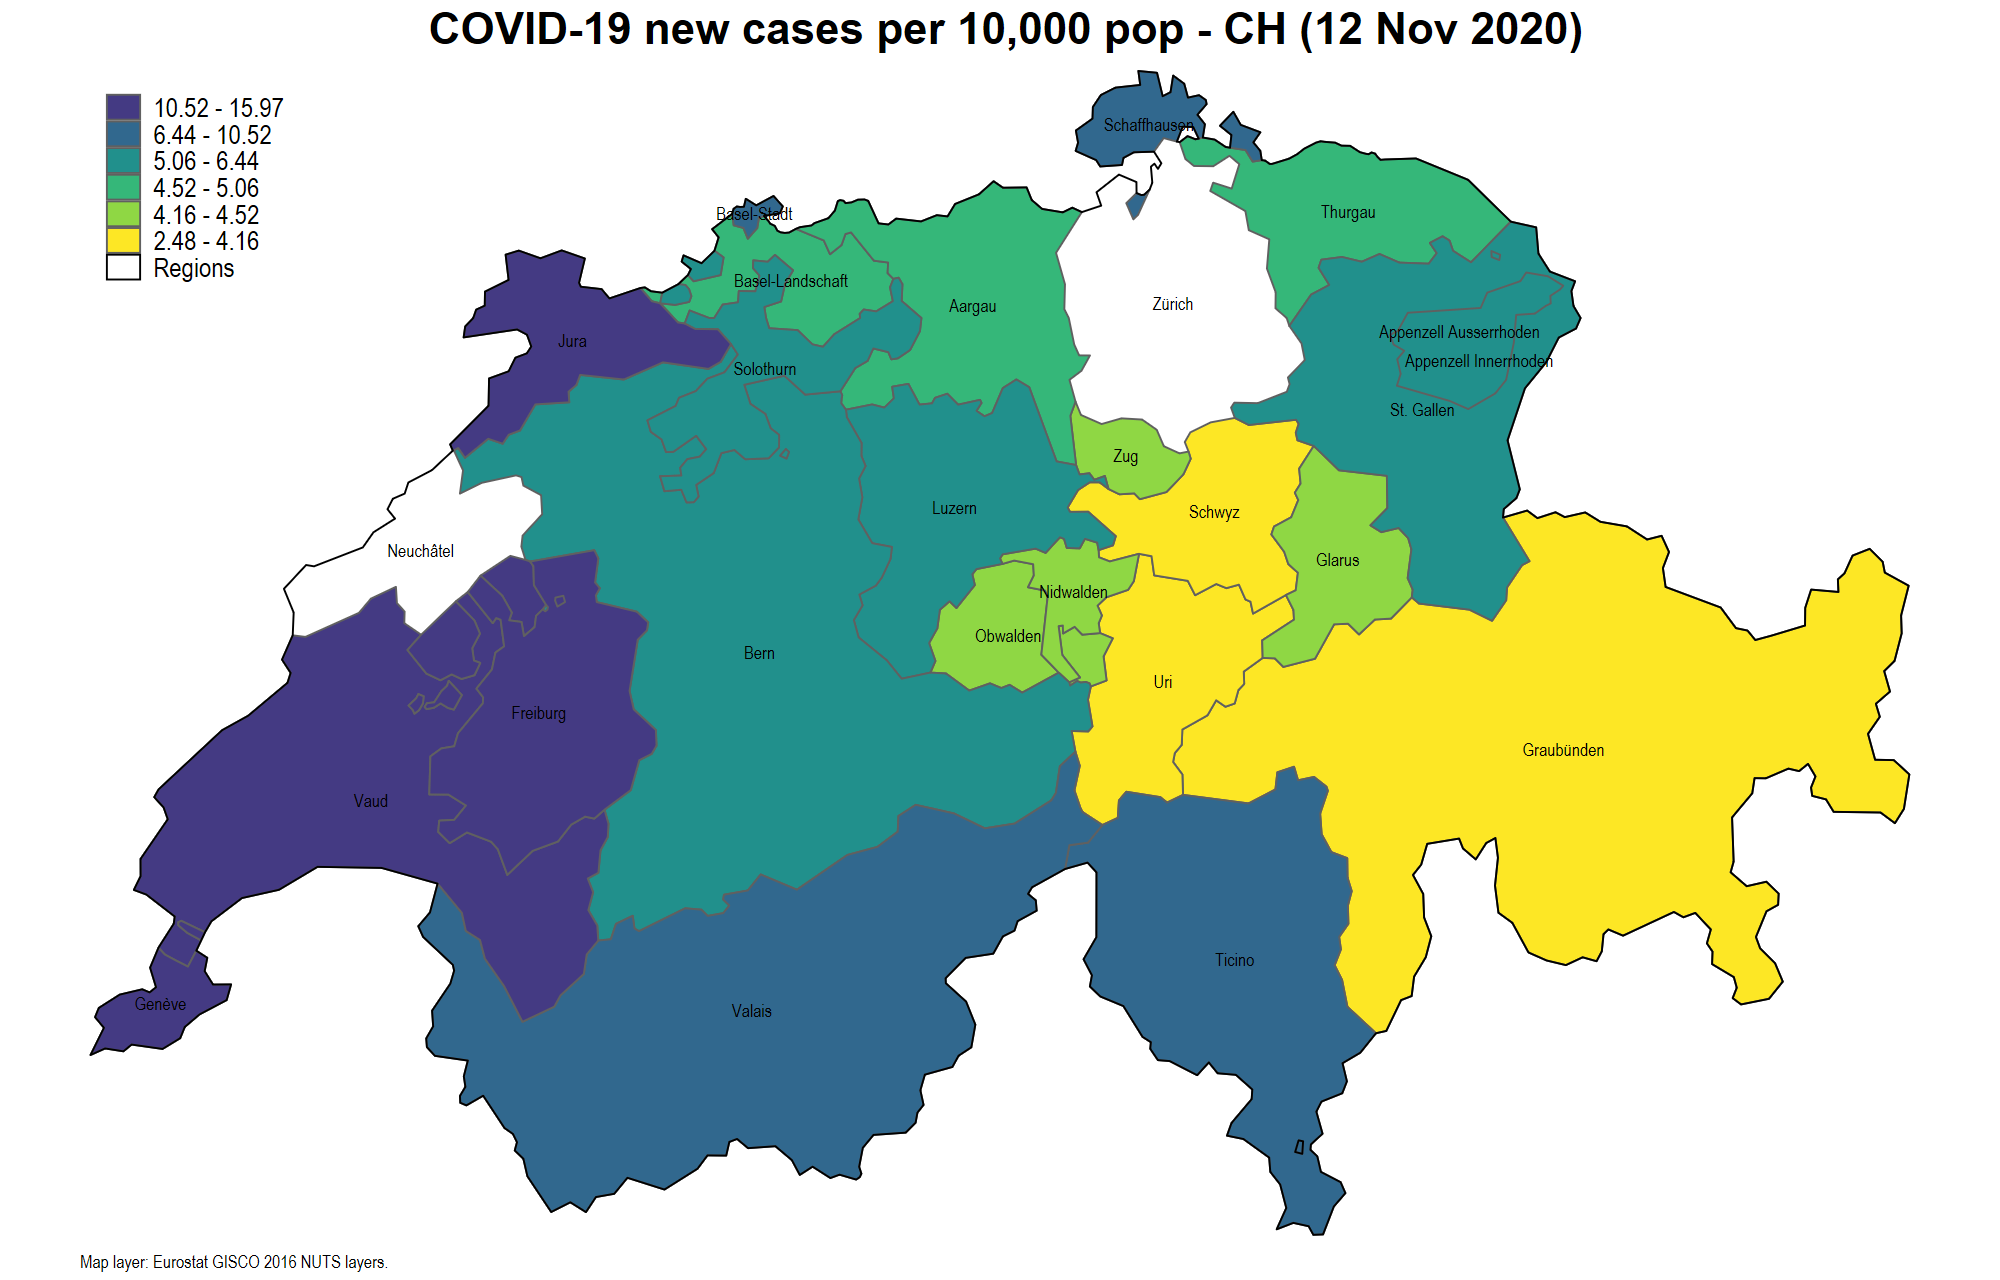 COVID-19 new cases per 10,000 pop - CH (12 Nov 2020)
10.52 - 15.97
6.44 - 10.52
5.06 - 6.44
4.52 - 5.06
4.16 - 4.52
2.48 - 4.16
Regions
Schaffhausen
Basel-Stadt
Thurgau
Basel-Landschaft
Aargau
Zürich
Jura
Appenzell Ausserrhoden
Solothurn
Appenzell Innerrhoden
St. Gallen
Zug
Luzern
Schwyz
Neuchâtel
Glarus
Nidwalden
Obwalden
Bern
Uri
Freiburg
Graubünden
Vaud
Ticino
Genève
Valais
Map layer: Eurostat GISCO 2016 NUTS layers.